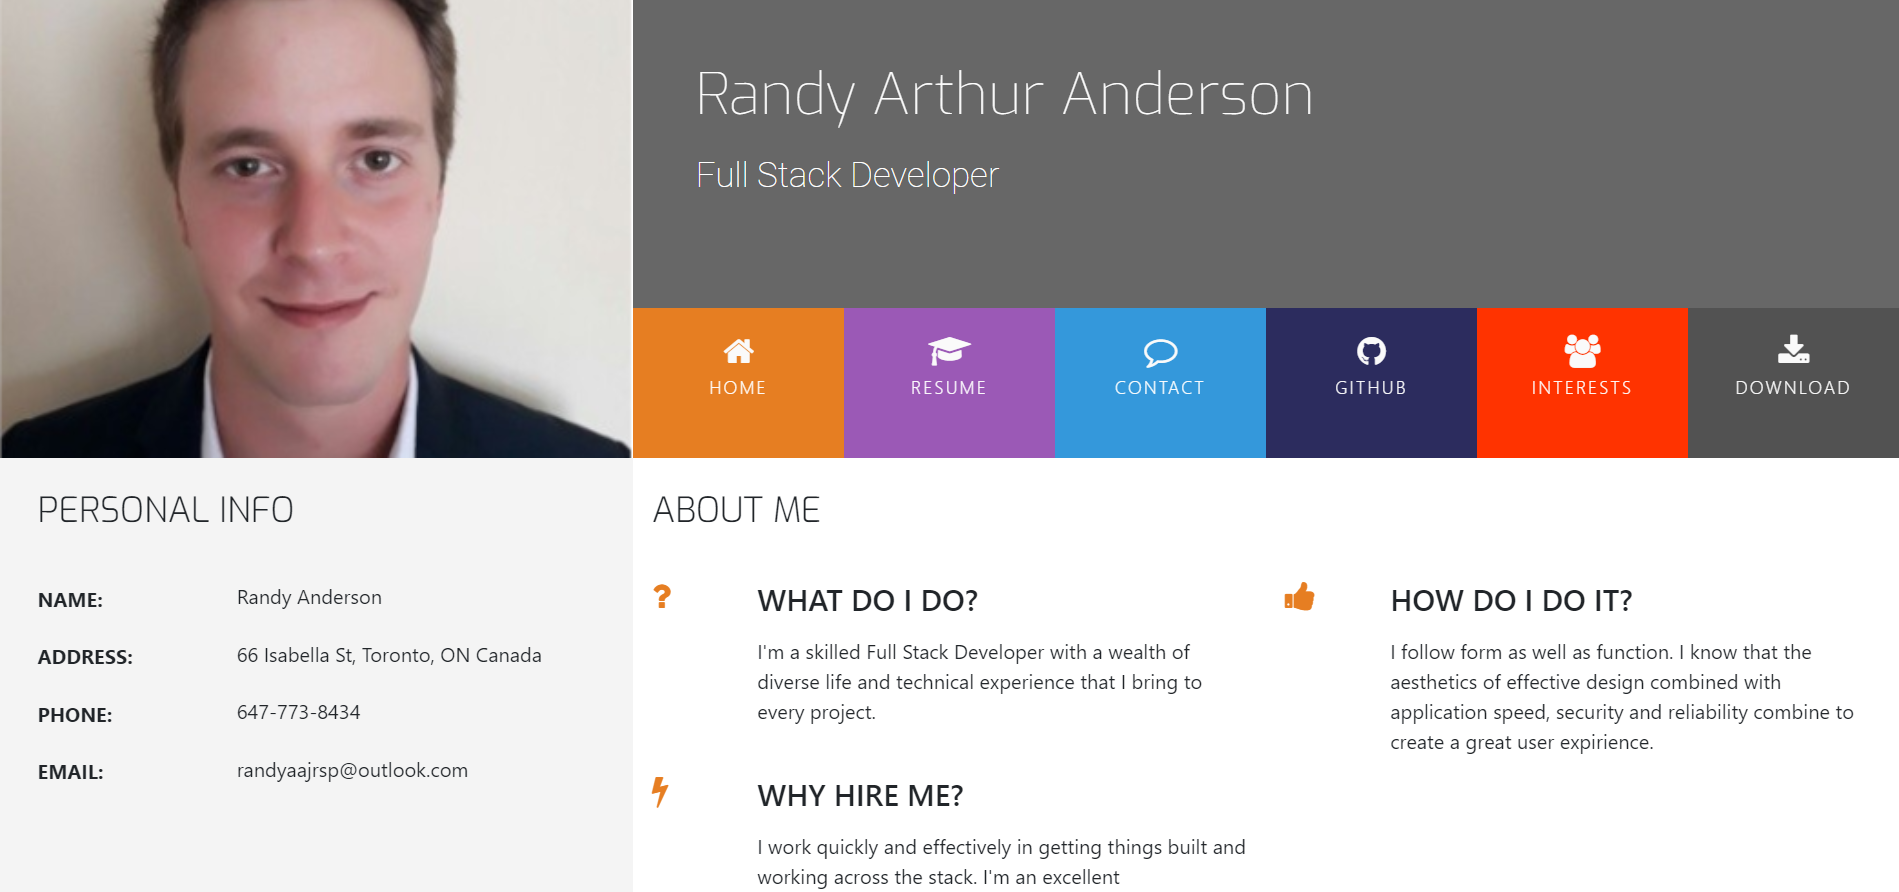 Randy Arthur Anderson
Full Stack Developer
HOME
RESUME
CONTACT
GITHUB
INTERESTS
DOWNLOAD
PERSONAL INFO
NAME:
Randy Anderson
ADDRESS:
66 Isabella St, Toronto, ON Canada
PHONE:
647-773-8434
EMAIL:
randyaajrsp@outlook.com
ABOUT ME
?
WHAT DO I DO?
I'm a skilled Full Stack Developer with a wealth of
diverse life and technical experience that I bring to
every project.
HOW DO I DO IT?
I follow form as well as function. I know that the
aesthetics of effective design combined with
application speed, security and reliability combine to
create a great user expirience.
WHY HIRE ME?
I work quickly and effectively in getting things built and
working across the stack. I'm an excellent